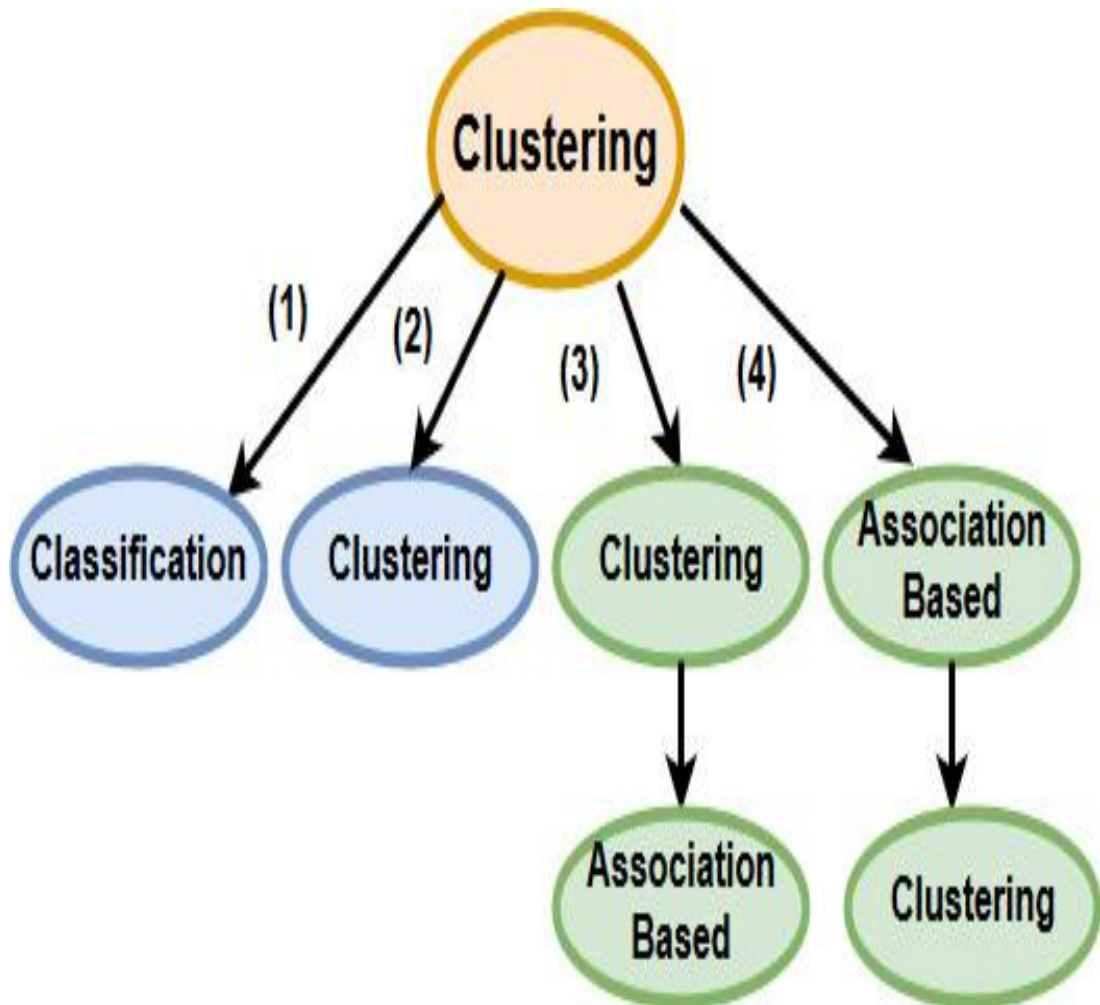 Clustering
(1)
(2)
(3)
(4)
Classification
Clustering
Clustering
Association
Based
Association
Based
Clustering